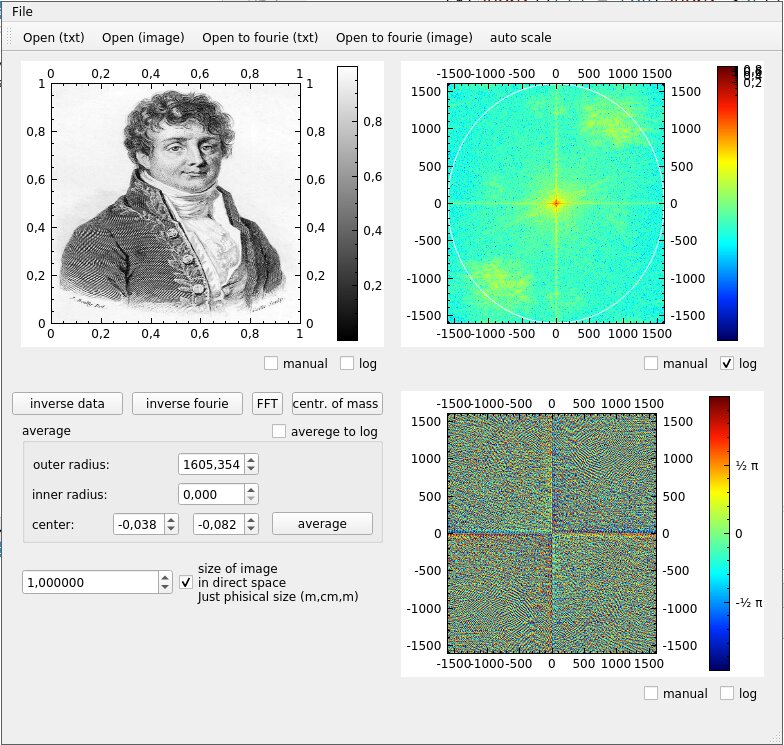 File
Open (txt) Open (image) Open to fourie (txt) Open to fourie (image) auto scale
0 0,2 0,4 0,6 0,8 1
1 1
0,8 0,8
0,6 0,6
0,4 0,4
0,2 0,2
0 0
0 0,2 0,4 0,6 0,8 1
0,8
0,6
0,4
0,2
manual log
-1500 -1000 -500 0 500 1000 1500
1500 1500
1000 1000
500 500
0 0
-500 -500
-1000 -1000
-1500 -1500
-1500 -1000 -500 0 500 1000 1500
0,8
0,2
manual log
inverse data inverse fourie FFT centr. of mass
average averege to log
outer radius: 1605,354
inner radius: 0,000
center: -0,038 -0,082 average
1,000000
size of image
in direct space
Just phisical size (m,cm,m)
-1500 -1000 -500 0 500 1000 1500
1500 1500
1000 1000
500 500
0 0
-500 -500
-1000 -1000
-1500 -1500
-1500 -1000 -500 0 500 1000 1500
½ π
0
-½ π
manual log